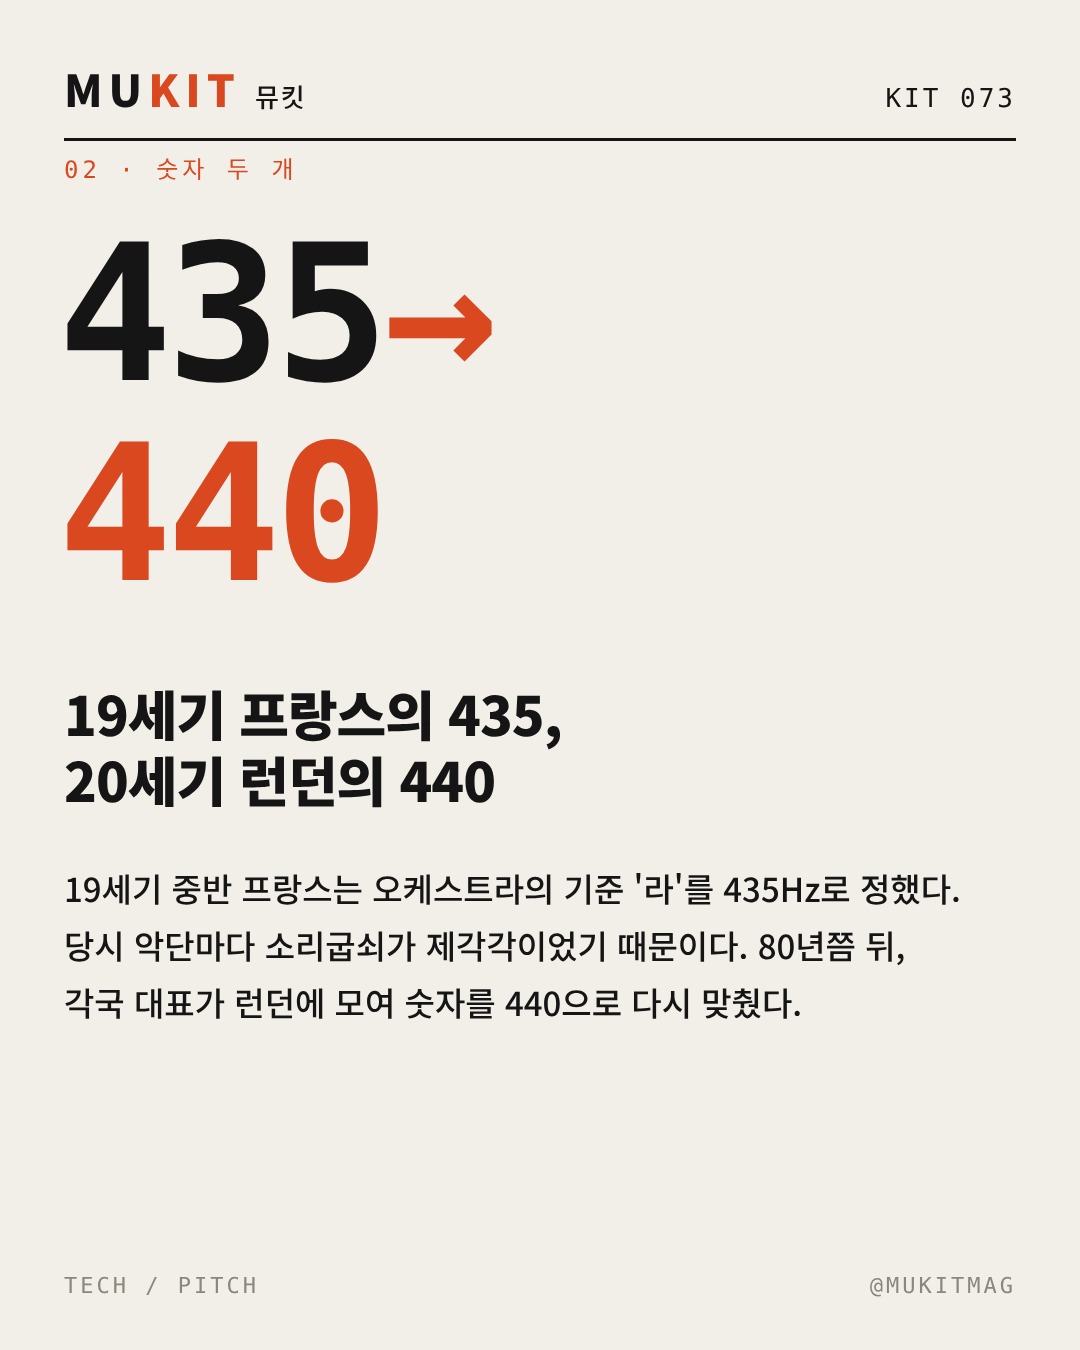 MUKIT 뮤킷
KIT 073
02 · 숫자 두 개
435→
440
19세기 프랑스의 435,
20세기 런던의 440
19세기 중반 프랑스는 오케스트라의 기준 '라'를 435Hz로 정했다.
당시 악단마다 소리굽쇠가 제각각이었기 때문이다. 80년쯤 뒤,
각국 대표가 런던에 모여 숫자를 440으로 다시 맞췄다.
TECH / PITCH
@MUKITMAG